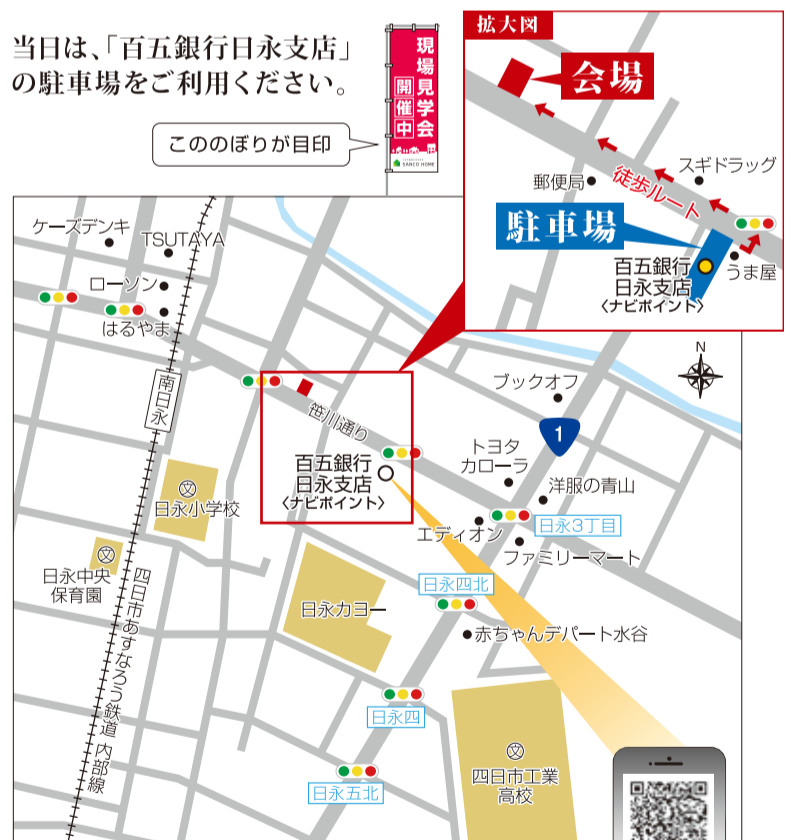 当日は、「百五銀行日永支店」
の駐車場をご利用ください。
こののぼりが目印
現場見学会
開催中
SANCO HOME
拡大図
会場
徒歩ルート
スギドラッグ
郵便局
駐車場
百五銀行
日永支店
〈ナビポイント〉
うま屋
ケーズデンキ
TSUTAYA
ローソン
はるやま
南日永
笹川通り
百五銀行
日永支店
〈ナビポイント〉
N
ブックオフ
1
トヨタ
カローラ
洋服の青山
エディオン
日永3丁目
ファミリーマート
文
日永小学校
文
日永中央
保育園
四日市あすなろう鉄道 内部線
日永カヨー
日永四北
赤ちゃんデパート水谷
日永四
日永五北
文
四日市工業
高校